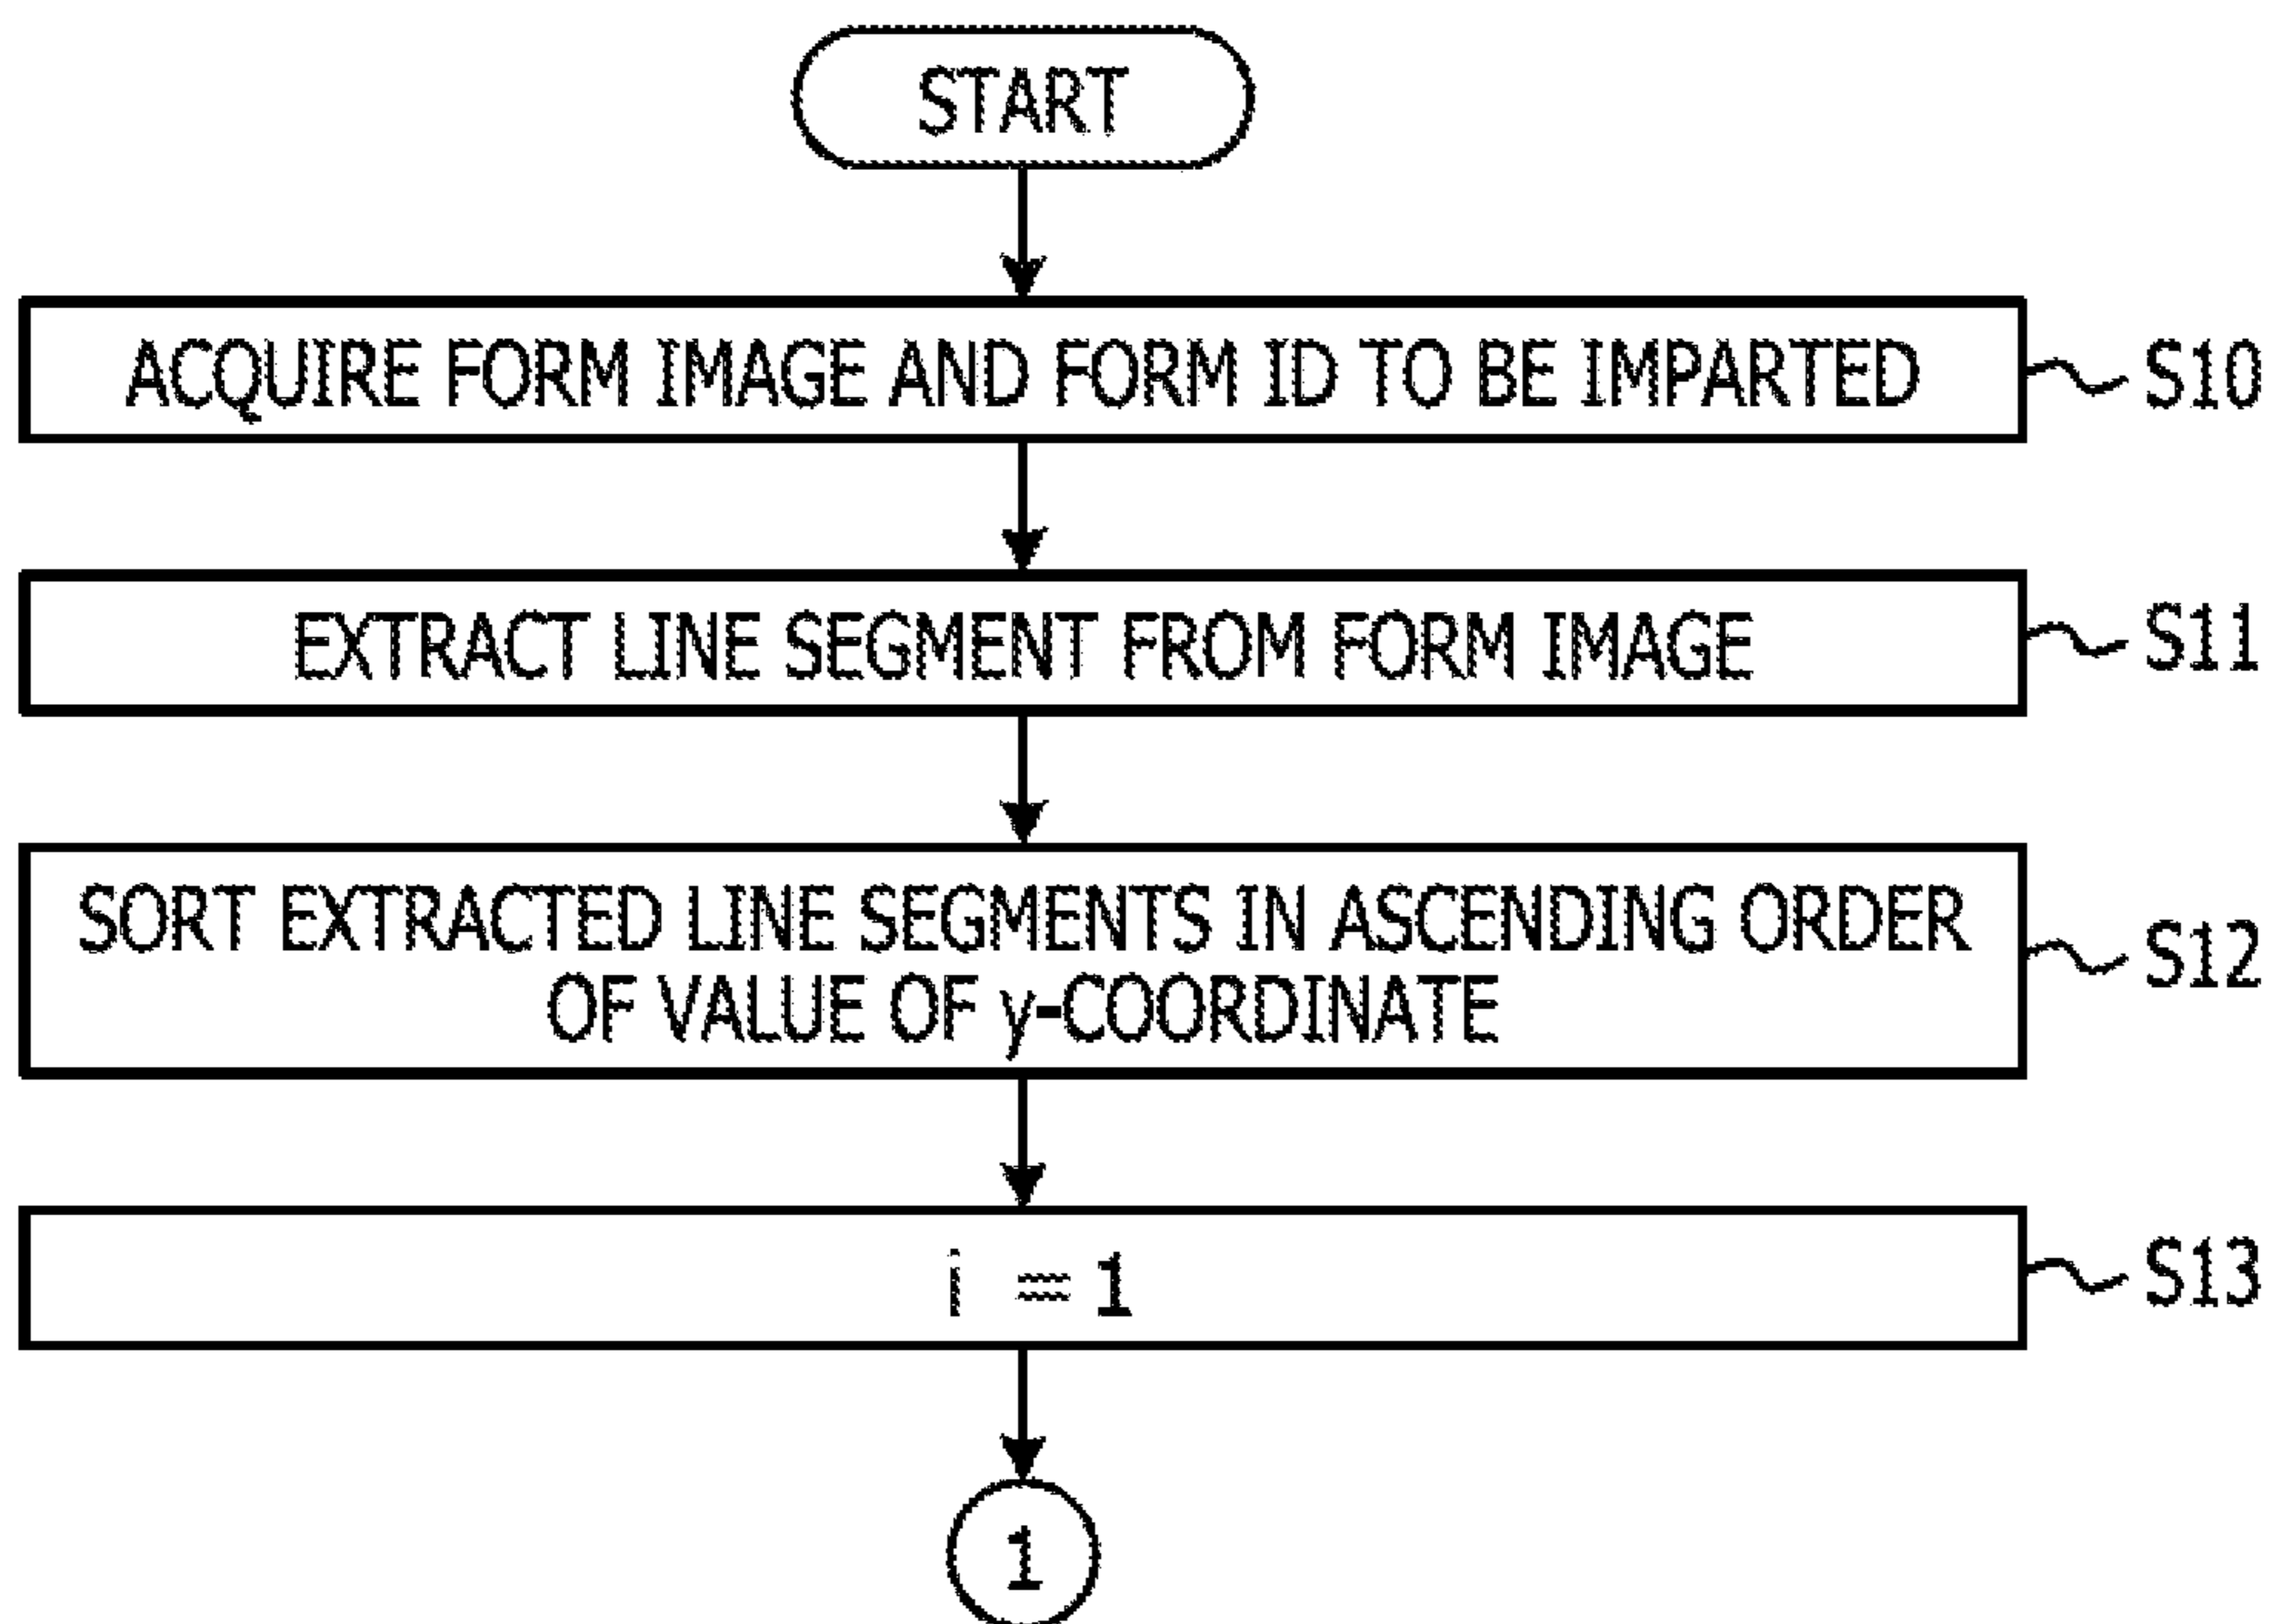 START
ACQUIRE FORM IMAGE AND FORM ID TO BE IMPARTED
S10
EXTRACT LINE SEGMENT FROM FORM IMAGE
S11
SORT EXTRACTED LINE SEGMENTS IN ASCENDING ORDER
OF VALUE OF y-COORDINATE
S12
i = 1
S13
1